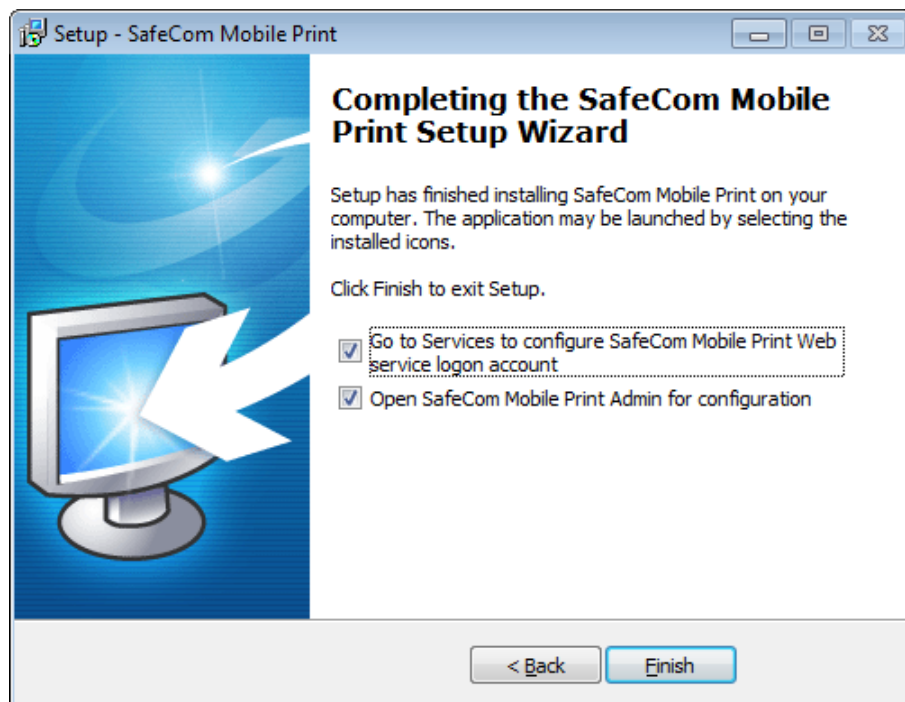 Setup - SafeCom Mobile Print
Completing the SafeCom Mobile
Print Setup Wizard
Setup has finished installing SafeCom Mobile Print on your
computer. The application may be launched by selecting the
installed icons.
Click Finish to exit Setup.
Go to Services to configure SafeCom Mobile Print Web
service logon account
Open SafeCom Mobile Print Admin for configuration
< Back
Finish